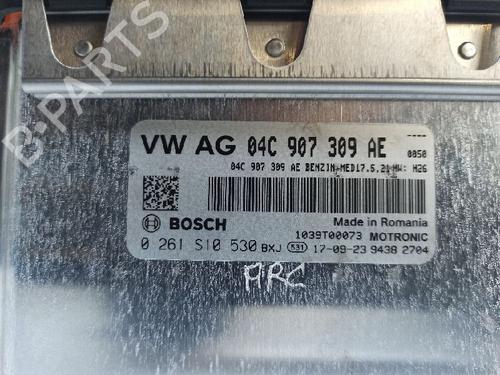 B-PARTS
VW AG 04C 907 309 AE 0050
04C 907 309 AE BENZIN-MED17.5.21 HW: H26
BOSCH Made in Romania
1039T00073 MOTRONIC
0 261 S10 530 BXJ 531 17-09-23 9438 2704
ARC